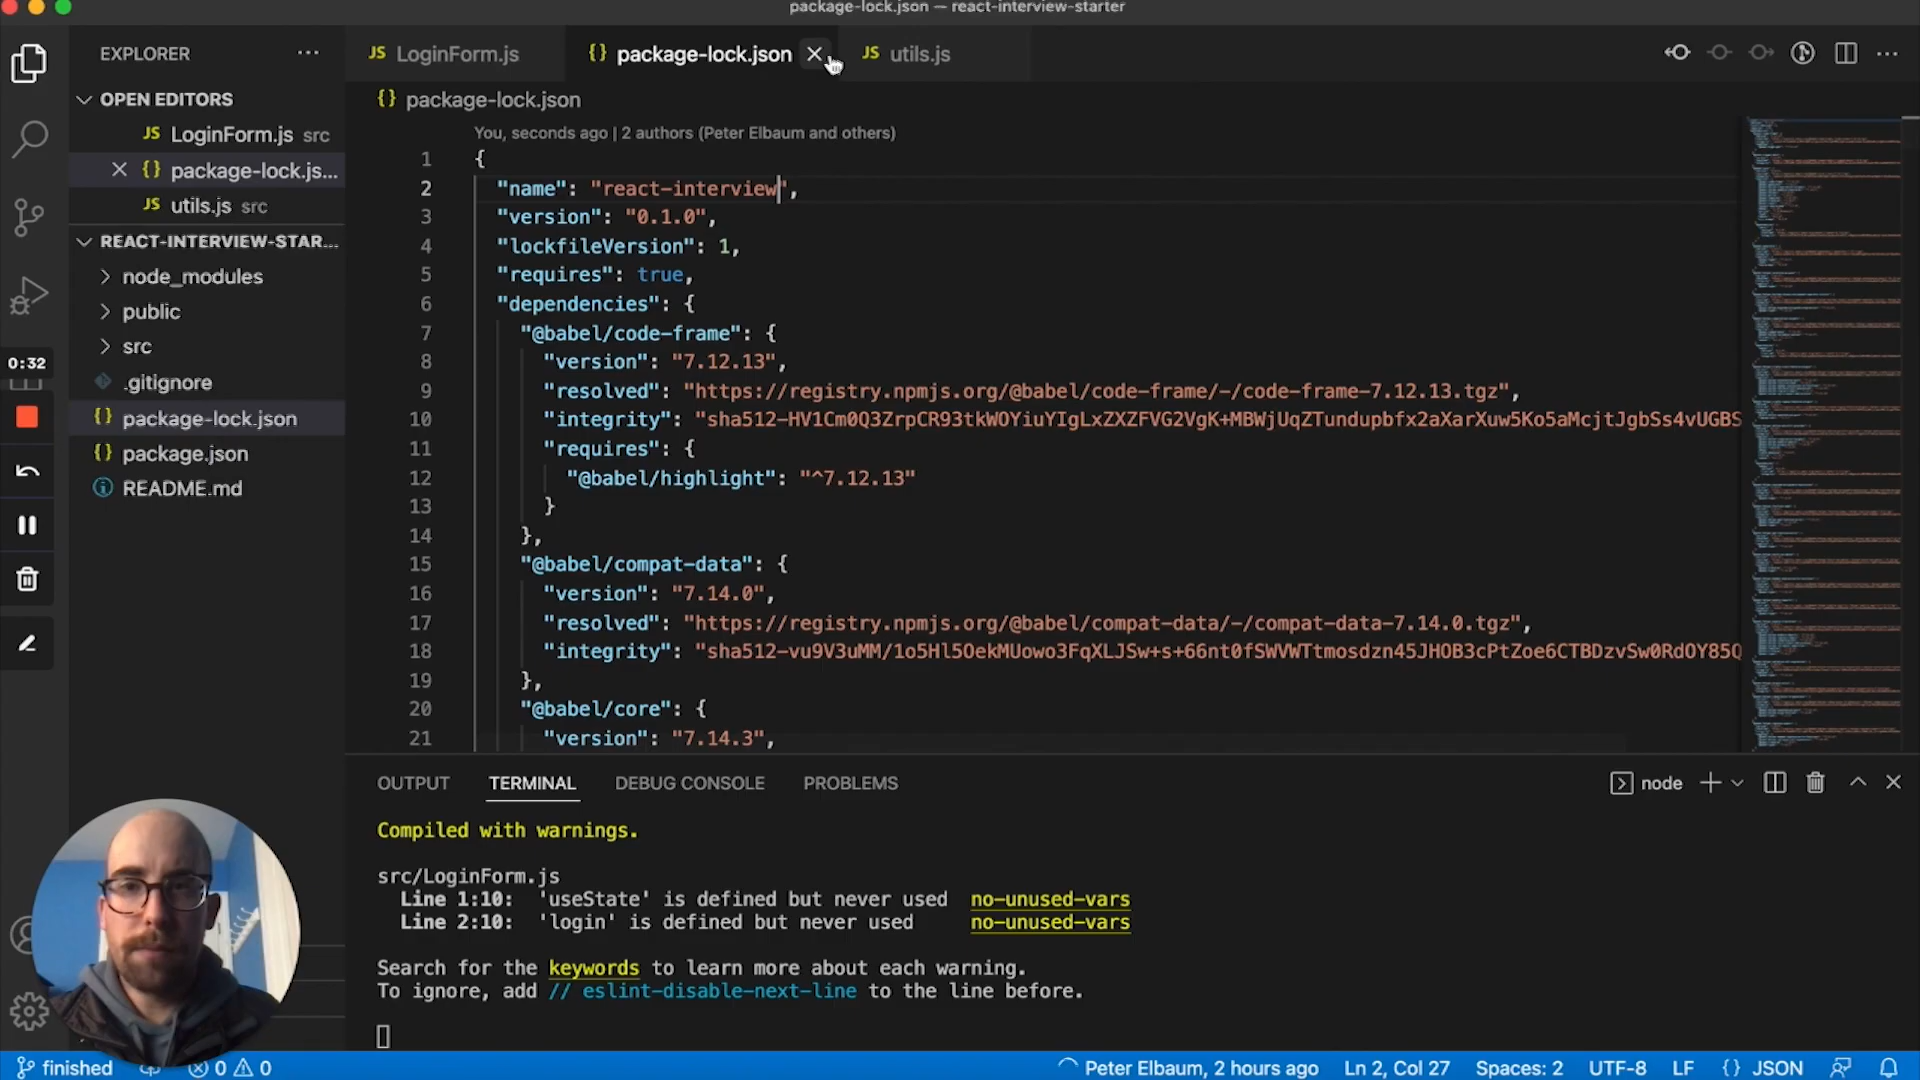 package-lock.json — react-interview-starter
EXPLORER
JS LoginForm.js
{} package-lock.json
JS utils.js
OPEN EDITORS
JS LoginForm.js src
{} package-lock.js...
JS utils.js src
REACT-INTERVIEW-STAR...
node_modules
public
src
.gitignore
{} package-lock.json
{} package.json
README.md
0:32
{} package-lock.json
You, seconds ago | 2 authors (Peter Elbaum and others)
1 {
2 "name": "react-interview",
3 "version": "0.1.0",
4 "lockfileVersion": 1,
5 "requires": true,
6 "dependencies": {
7 "@babel/code-frame": {
8 "version": "7.12.13",
9 "resolved": "https://registry.npmjs.org/@babel/code-frame/-/code-frame-7.12.13.tgz",
10 "integrity": "sha512-HV1Cm0Q3ZrpCR93tkWOYiuYIgLxZXZFVG2VgK+MBWjUqZTundupbfx2aXarXuw5Ko5aMcjtJgbSs4vUGBS
11 "requires": {
12 "@babel/highlight": "^7.12.13"
13 }
14 },
15 "@babel/compat-data": {
16 "version": "7.14.0",
17 "resolved": "https://registry.npmjs.org/@babel/compat-data/-/compat-data-7.14.0.tgz",
18 "integrity": "sha512-vu9V3uMM/1o5Hl5OekMUowo3FqXLJSw+s+66nt0fSWVWTtmosdzn45JHOB3cPtZoe6CTBDzvSw0RdOY85Q
19 },
20 "@babel/core": {
21 "version": "7.14.3",
OUTPUT TERMINAL DEBUG CONSOLE PROBLEMS
node
Compiled with warnings.
src/LoginForm.js
Line 1:10: 'useState' is defined but never used no-unused-vars
Line 2:10: 'login' is defined but never used no-unused-vars
Search for the keywords to learn more about each warning.
To ignore, add // eslint-disable-next-line to the line before.
finished
0 0
Peter Elbaum, 2 hours ago
Ln 2, Col 27
Spaces: 2
UTF-8
LF
{} JSON